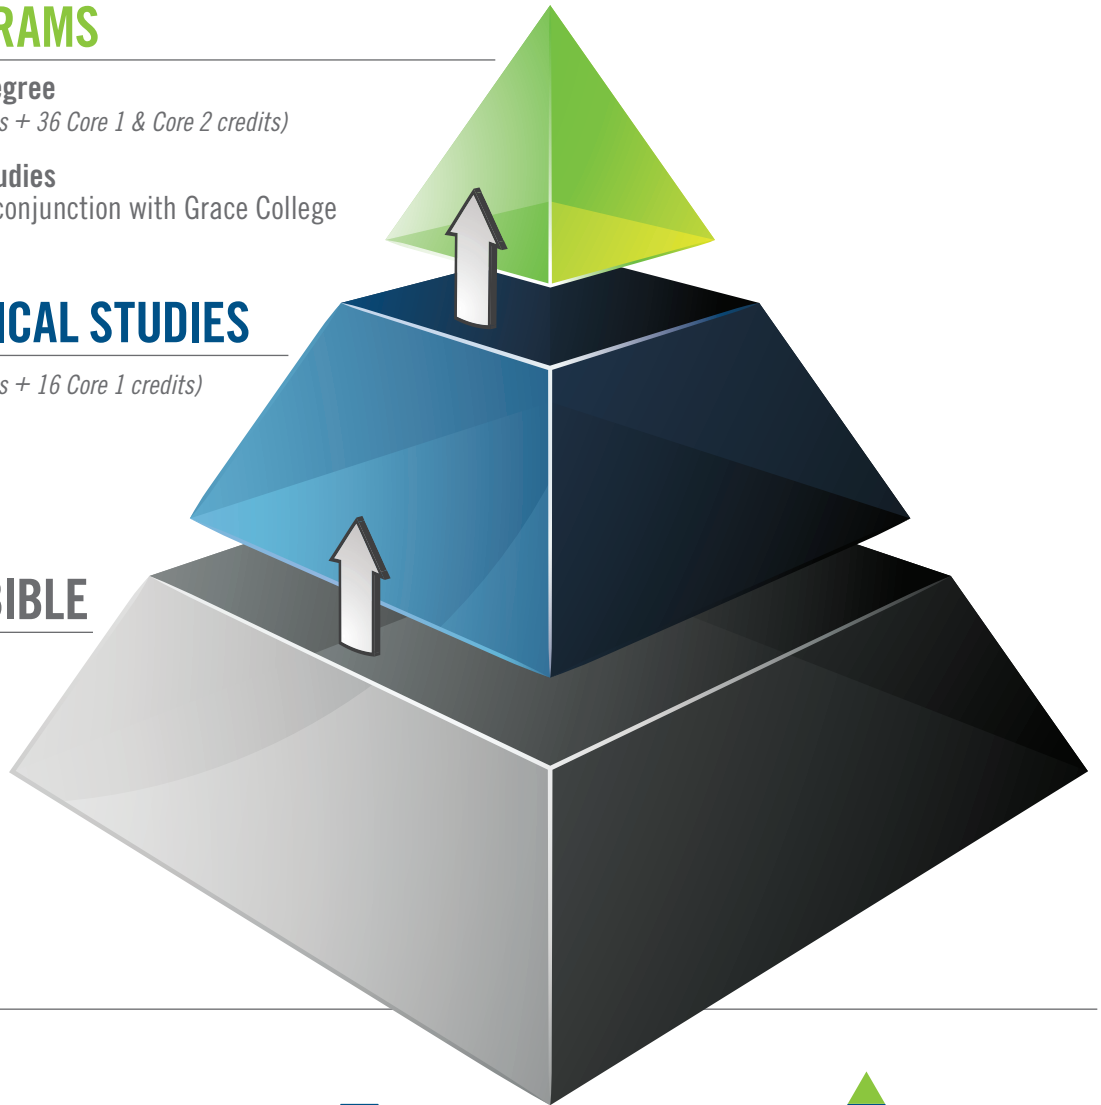 RAMS
egree
s + 36 Core 1 & Core 2 credits)
udies
conjunction with Grace College
ICAL STUDIES
s + 16 Core 1 credits)
BIBLE